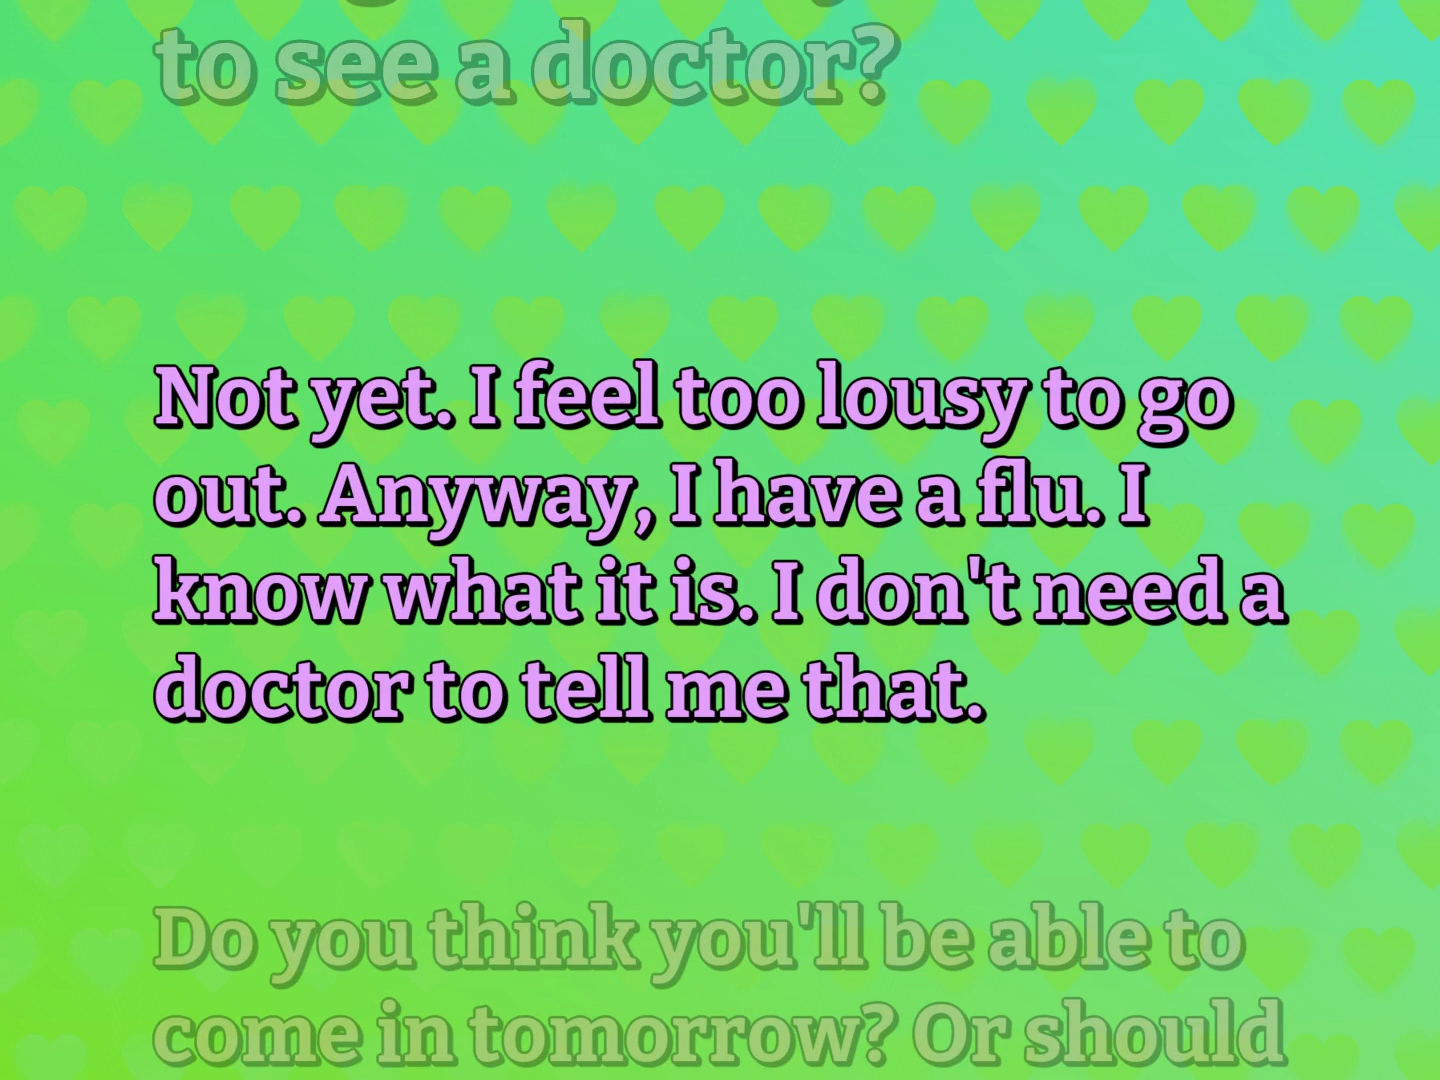 to see a doctor?
Not yet. I feel too lousy to go
out. Anyway, I have a flu. I
know what it is. I don't need a
doctor to tell me that.
Do you think you'll be able to
come in tomorrow? Or should